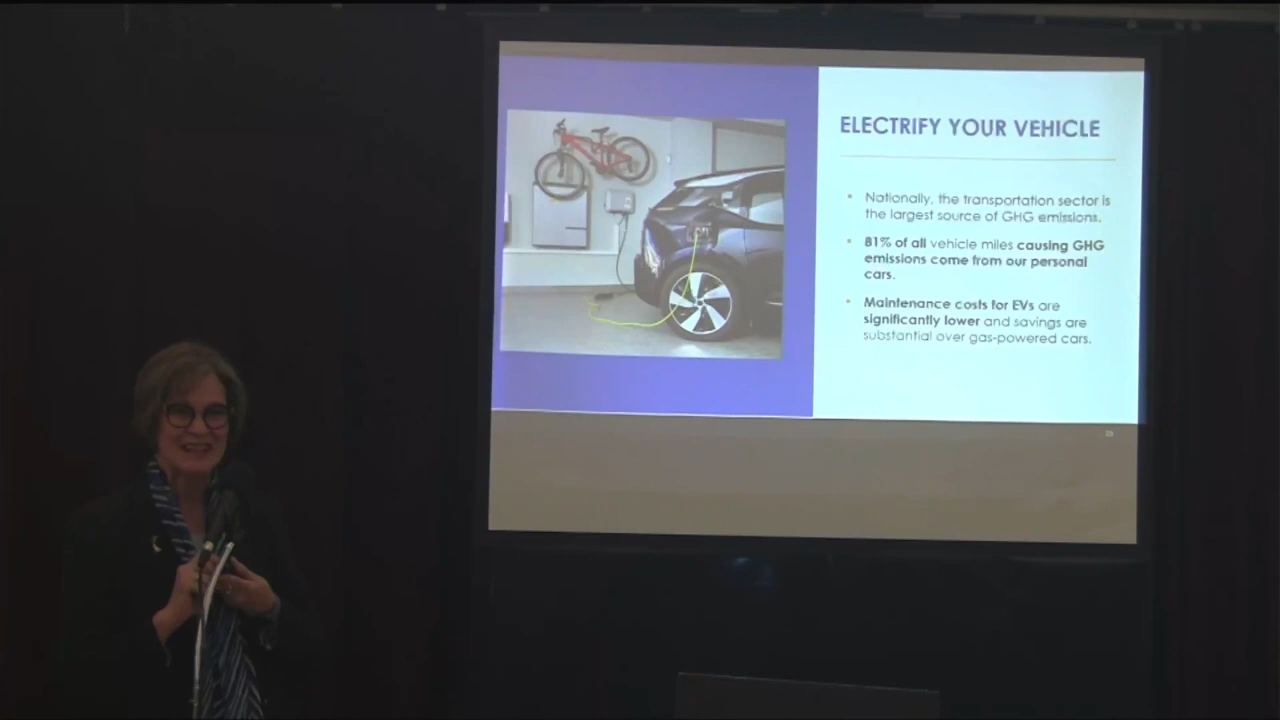 ELECTRIFY YOUR VEHICLE
• Nationally, the transportation sector is
the largest source of GHG emissions.
• 81% of all vehicle miles causing GHG
emissions come from our personal
cars.
• Maintenance costs for EVs are
significantly lower and savings are
substantial over gas-powered cars.